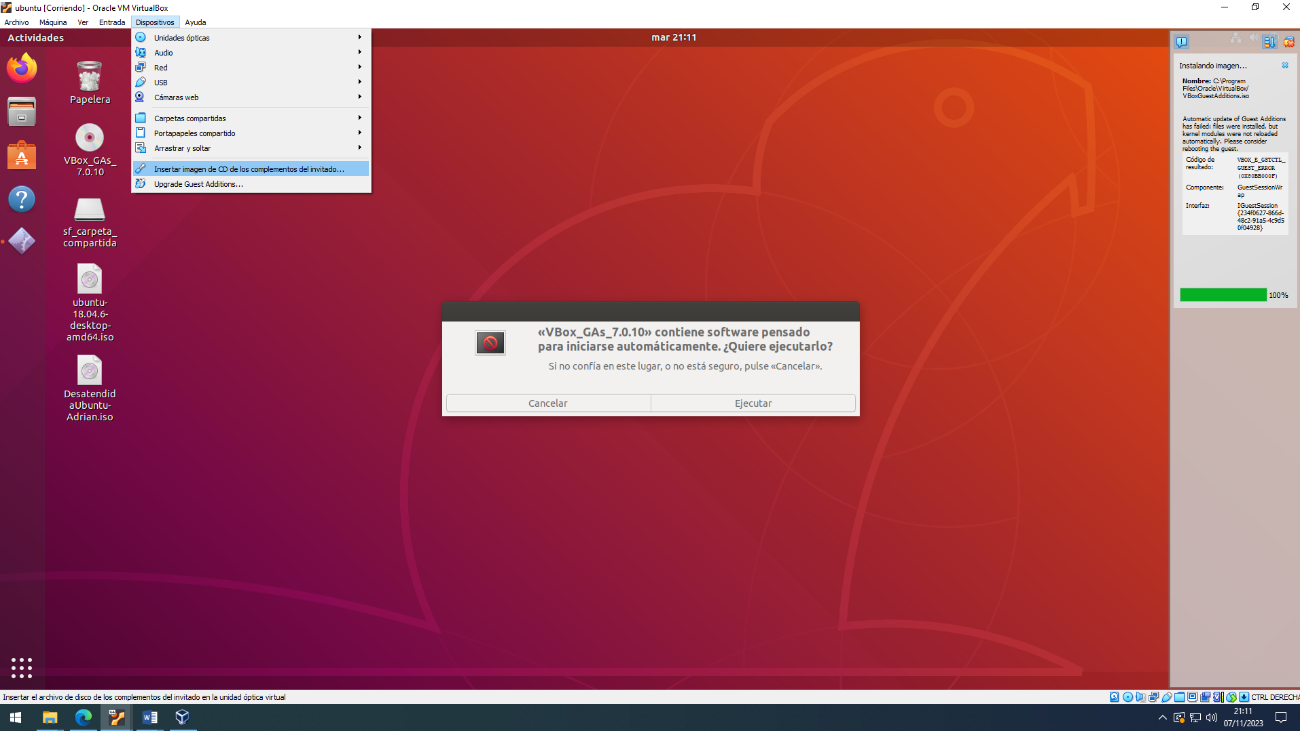 ubuntu [Corriendo] - Oracle VM VirtualBox
Archivo Máquina Ver Entrada Dispositivos Ayuda
Actividades
mar 21:11
Unidades ópticas
Audio
Red
USB
Cámaras web
Carpetas compartidas
Portapapeles compartido
Arrastrar y soltar
Insertar imagen de CD de los complementos del invitado...
Upgrade Guest Additions...
Papelera
VBox_GAs_
7.0.10
sf_carpeta_
compartida
ubuntu-
18.04.6-
desktop-
amd64.iso
Desatendid
aUbuntu-
Adrian.iso
«VBox_GAs_7.0.10» contiene software pensado
para iniciarse automáticamente. ¿Quiere ejecutarlo?
Si no confía en este lugar, o no está seguro, pulse «Cancelar».
Cancelar
Ejecutar
Instalando imagen...
Nombre: C:\Program
Files\Oracle\VirtualBox/
VBoxGuestAdditions.iso
Automatic update of Guest Additions
has failed: files were installed, but
kernel modules were not reloaded
automatically. Please consider
rebooting the guest.
Código de
resultado:
VBOX_E_GSTCTL_
GUEST_ERROR
(0X80BB000F)
Componente:
GuestSessionWr
ap
Interfaz:
IGuestSession
{234f0627-866d-
48c2-91a5-4c9d5
0f04928}
100%
Insertar el archivo de disco de los complementos del invitado en la unidad óptica virtual
CTRL DERECHA
21:11
07/11/2023